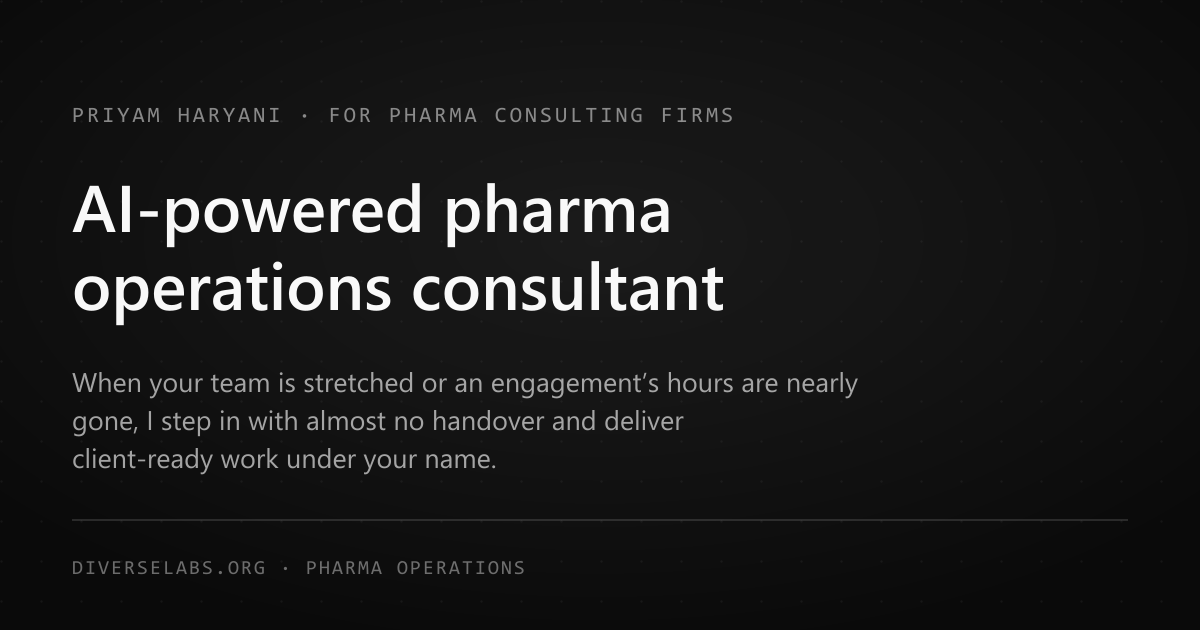 PRIYAM HARYANI · FOR PHARMA CONSULTING FIRMS
AI-powered pharma
operations consultant
When your team is stretched or an engagement’s hours are nearly
gone, I step in with almost no handover and deliver
client-ready work under your name.
DIVERSELABS.ORG · PHARMA OPERATIONS